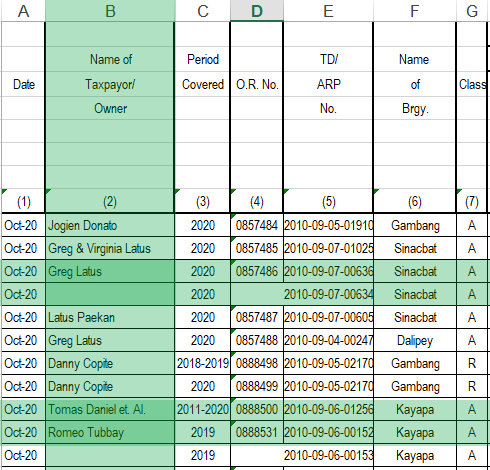 A B C D E F G
Name of Period TD/ Name
Date Taxpayor/ Covered O.R. No. ARP of Class
Owner No. Brgy.
(1) (2) (3) (4) (5) (6) (7)
Oct-20 Jogien Donato 2020 0857484 2010-09-05-01910 Gambang A
Oct-20 Greg & Virginia Latus 2020 0857485 2010-09-07-01025 Sinacbat A
Oct-20 Greg Latus 2020 0857486 2010-09-07-00636 Sinacbat A
Oct-20 2020 2010-09-07-00634 Sinacbat A
Oct-20 Latus Paekan 2020 0857487 2010-09-07-00605 Sinacbat A
Oct-20 Greg Latus 2020 0857488 2010-09-04-00247 Dalipey A
Oct-20 Danny Copite 2018-2019 0888498 2010-09-05-02170 Gambang R
Oct-20 Danny Copite 2020 0888499 2010-09-05-02170 Gambang R
Oct-20 Tomas Daniel et. Al. 2011-2020 0888500 2010-09-06-01256 Kayapa A
Oct-20 Romeo Tubbay 2019 0888531 2010-09-06-00152 Kayapa A
Oct-20 2019 2010-09-06-00153 Kayapa A